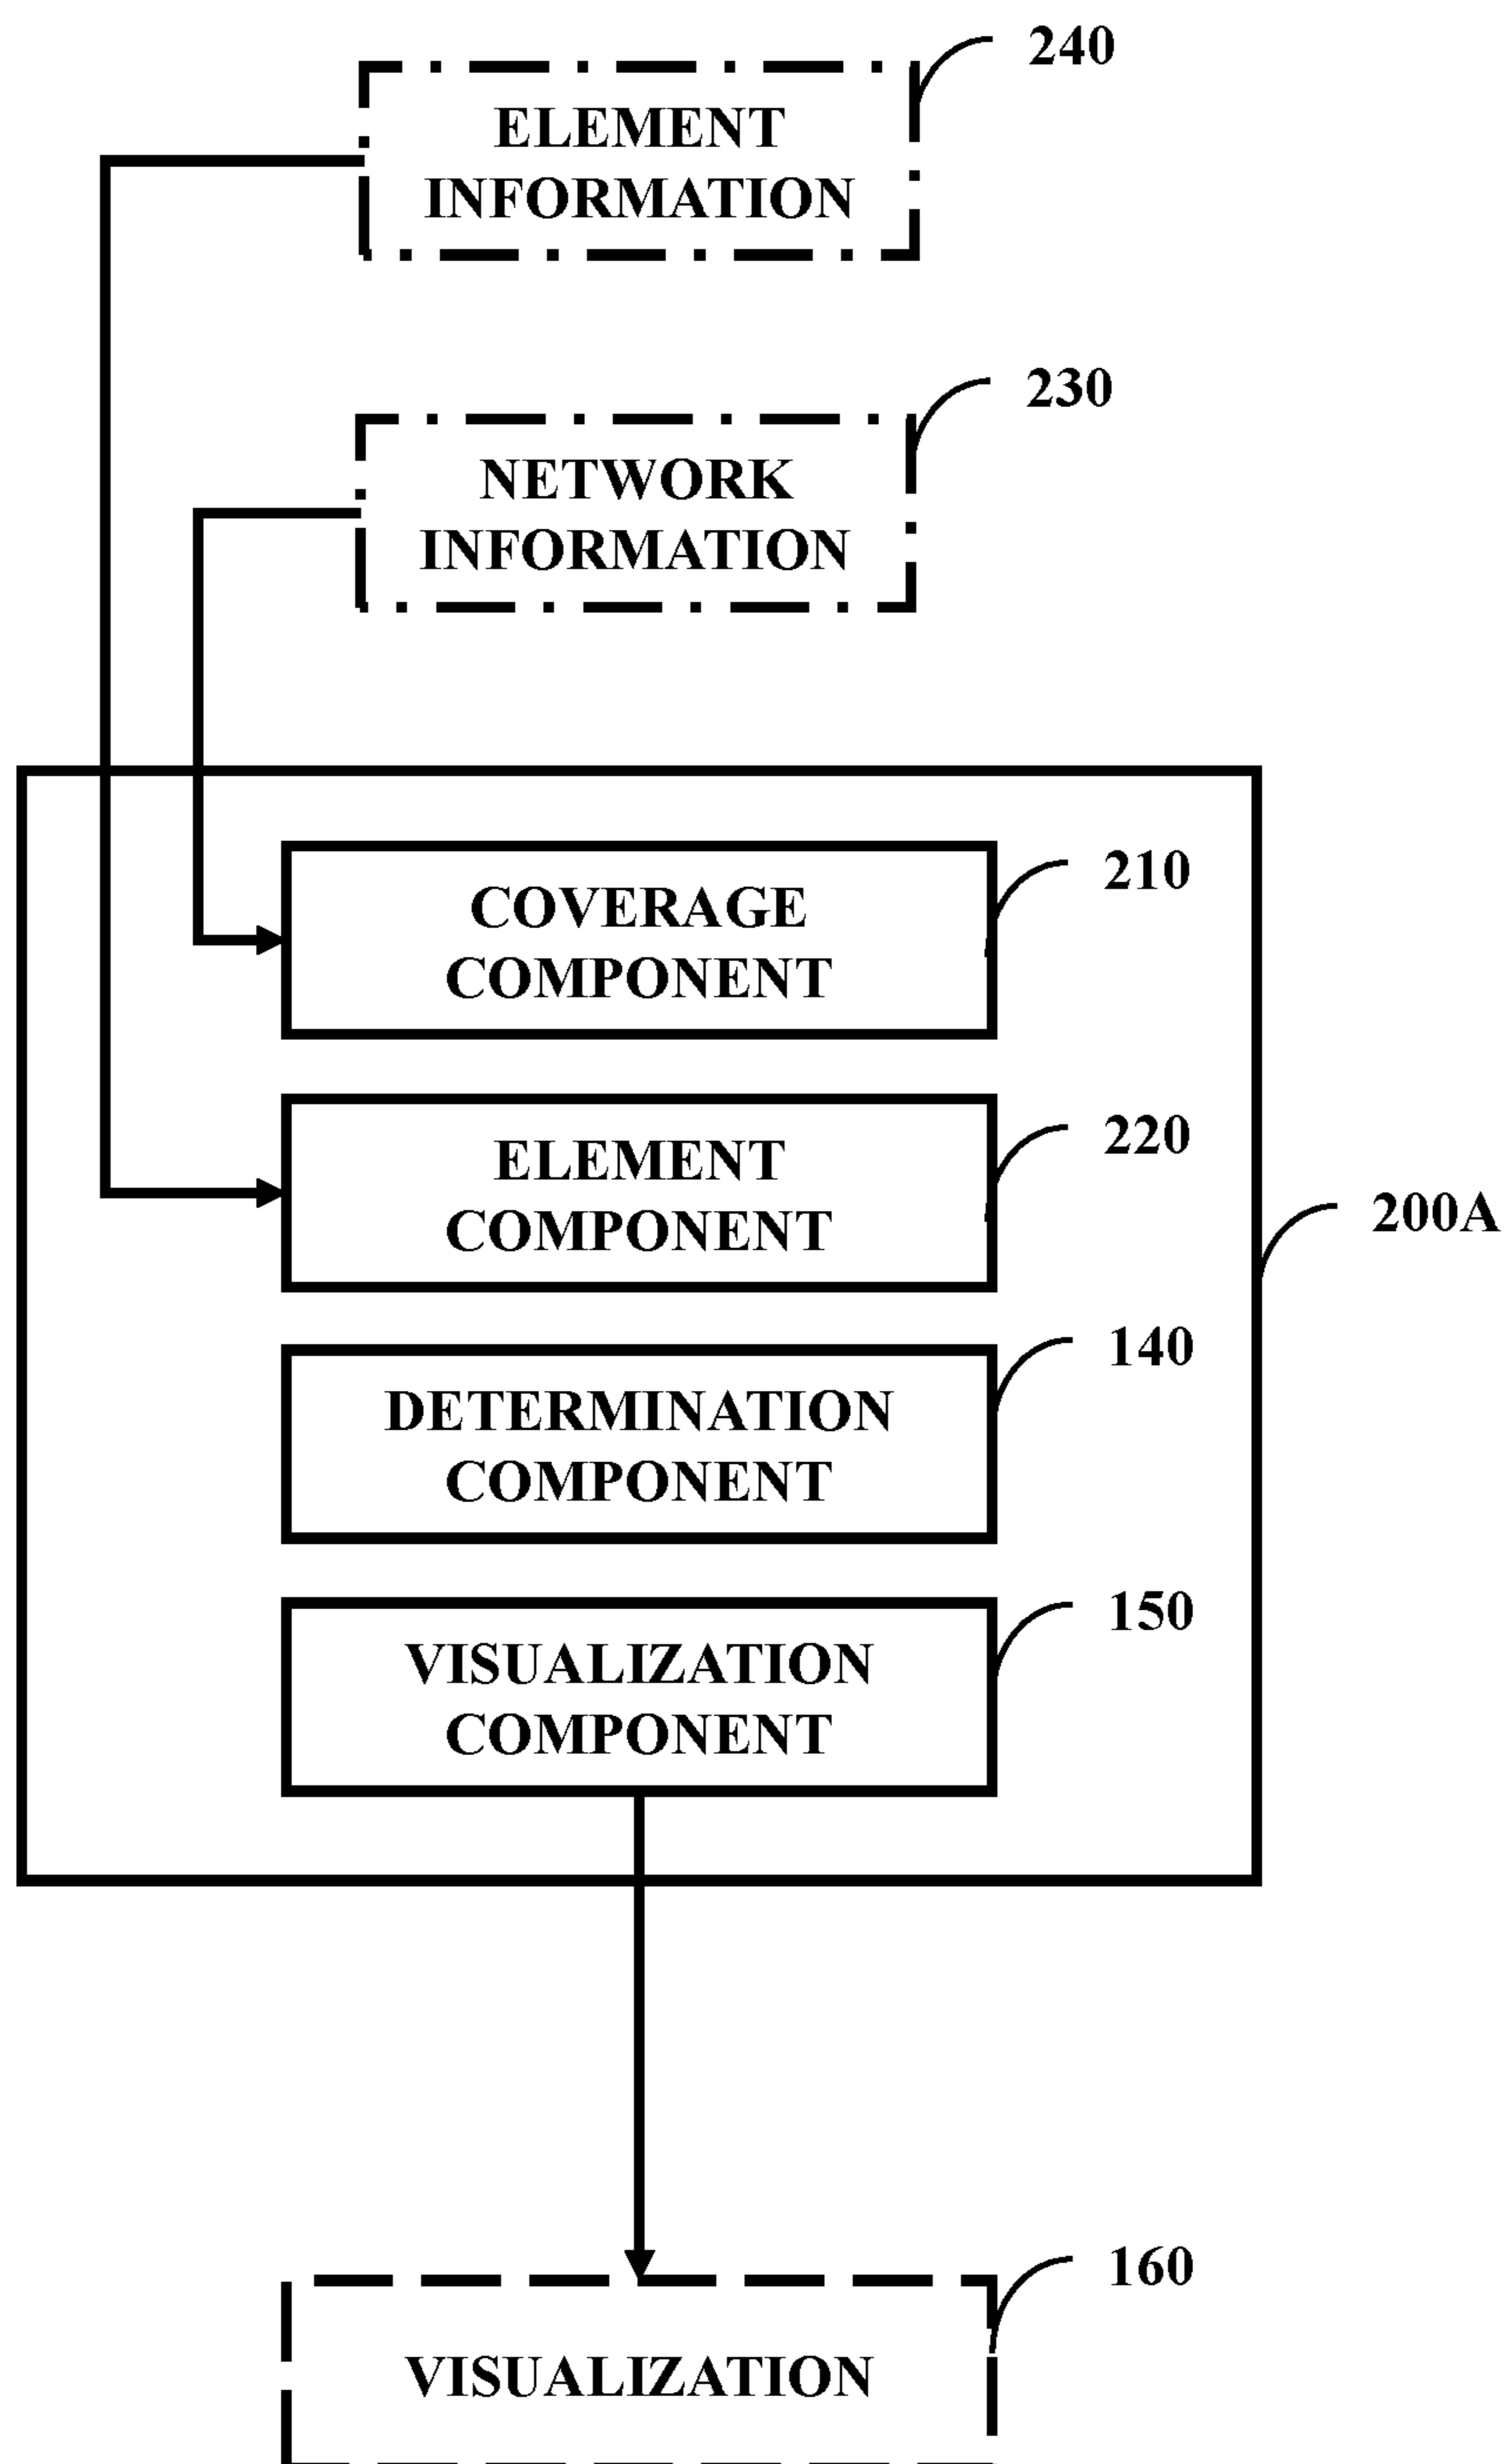 240
ELEMENT
INFORMATION
230
NETWORK
INFORMATION
210
COVERAGE
COMPONENT
220
ELEMENT
COMPONENT
200A
140
DETERMINATION
COMPONENT
150
VISUALIZATION
COMPONENT
160
VISUALIZATION